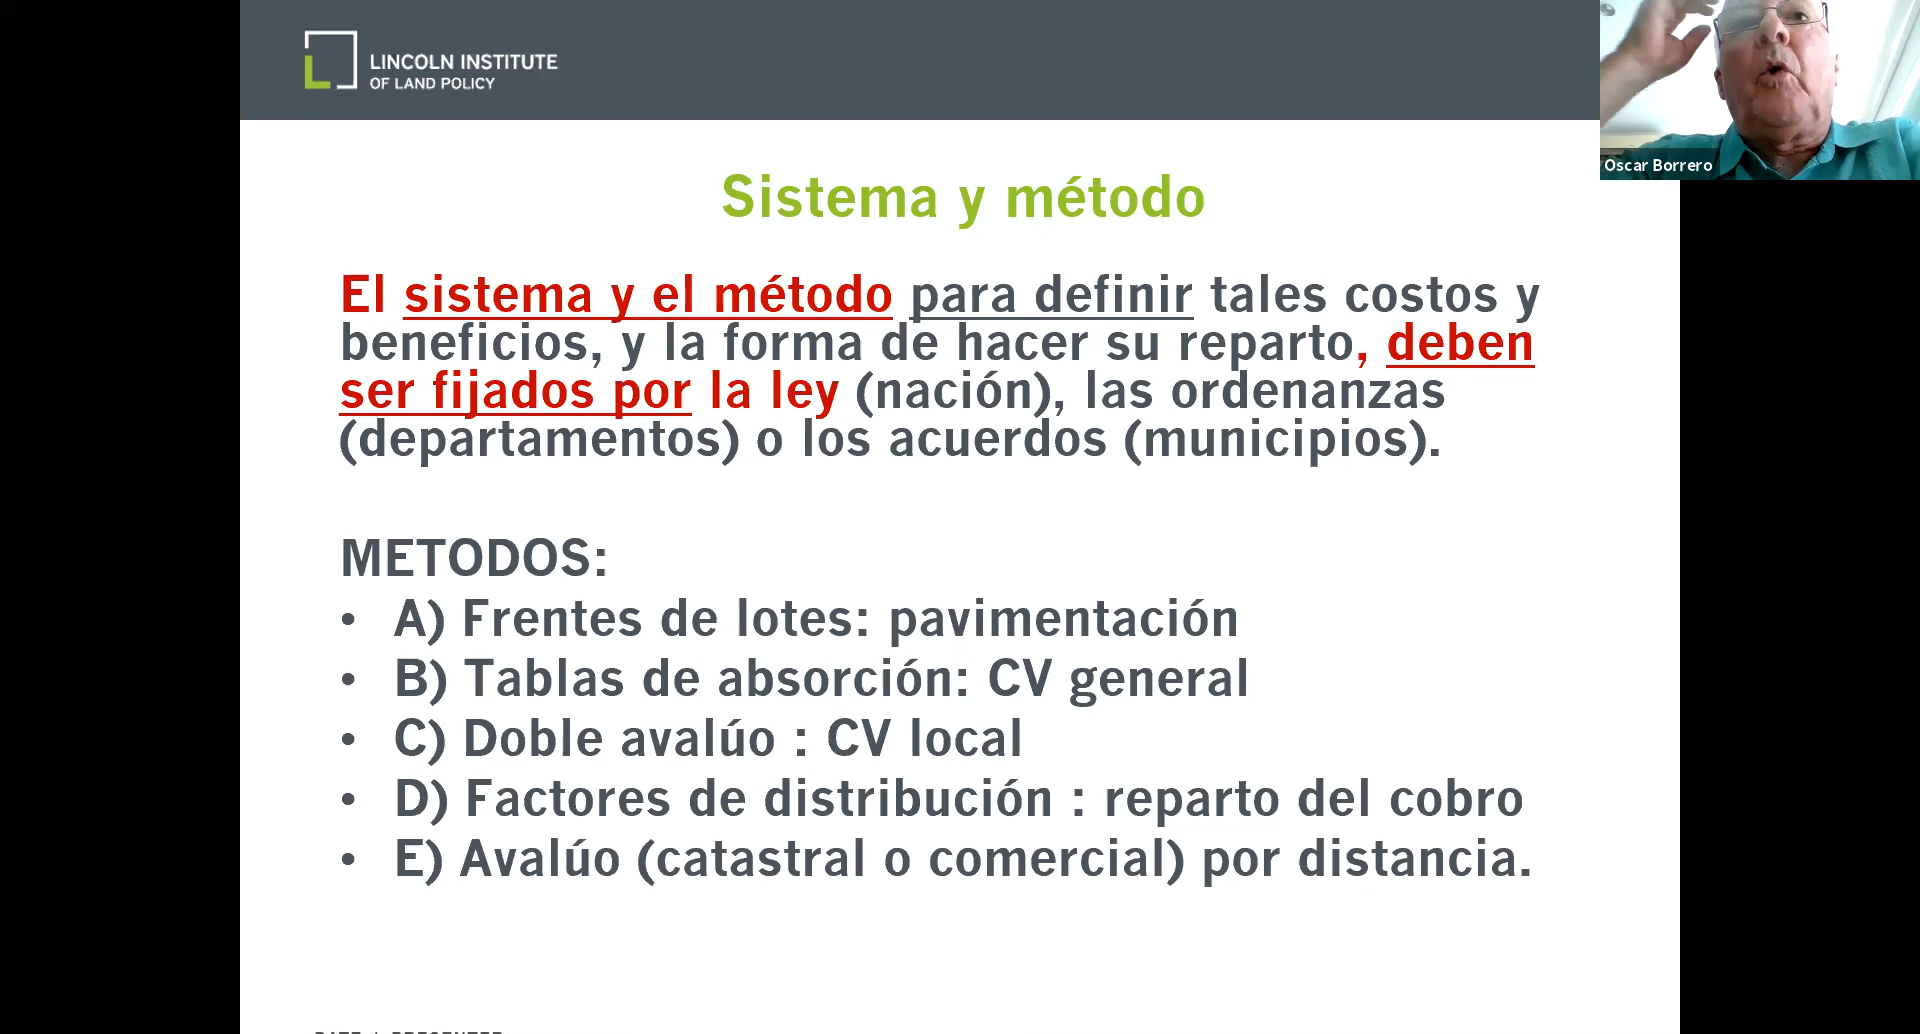 LINCOLN INSTITUTE
OF LAND POLICY
Oscar Borrero
Sistema y método
El sistema y el método para definir tales costos y
beneficios, y la forma de hacer su reparto, deben
ser fijados por la ley (nación), las ordenanzas
(departamentos) o los acuerdos (municipios).
METODOS:
• A) Frentes de lotes: pavimentación
• B) Tablas de absorción: CV general
• C) Doble avalúo : CV local
• D) Factores de distribución : reparto del cobro
• E) Avalúo (catastral o comercial) por distancia.